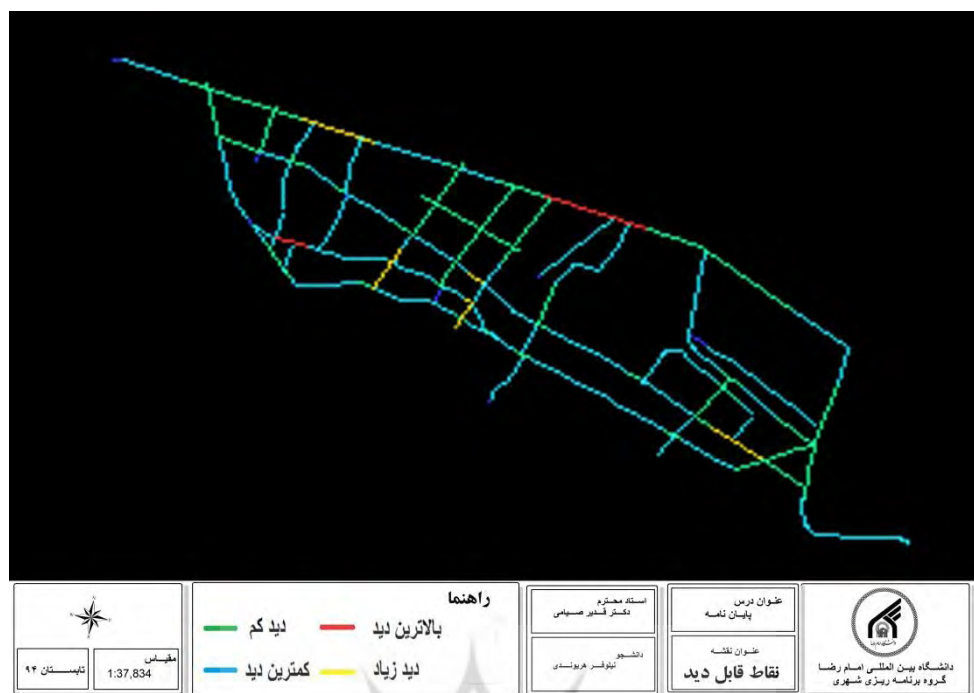 عنوان درس
پایان نامه
عنوان نقشه
نقاط قابل دید
استاد محترم
دکتر قدیر صیامی
دانشجو
نیلوفر هریوندی
راهنما
بالاترین دید
دید کم
دید زیاد
کمترین دید
مقیاس
1:37,834
تابستان ۹۴
دانشگاه بین المللی امام رضا
گروه برنامه ریزی شهری